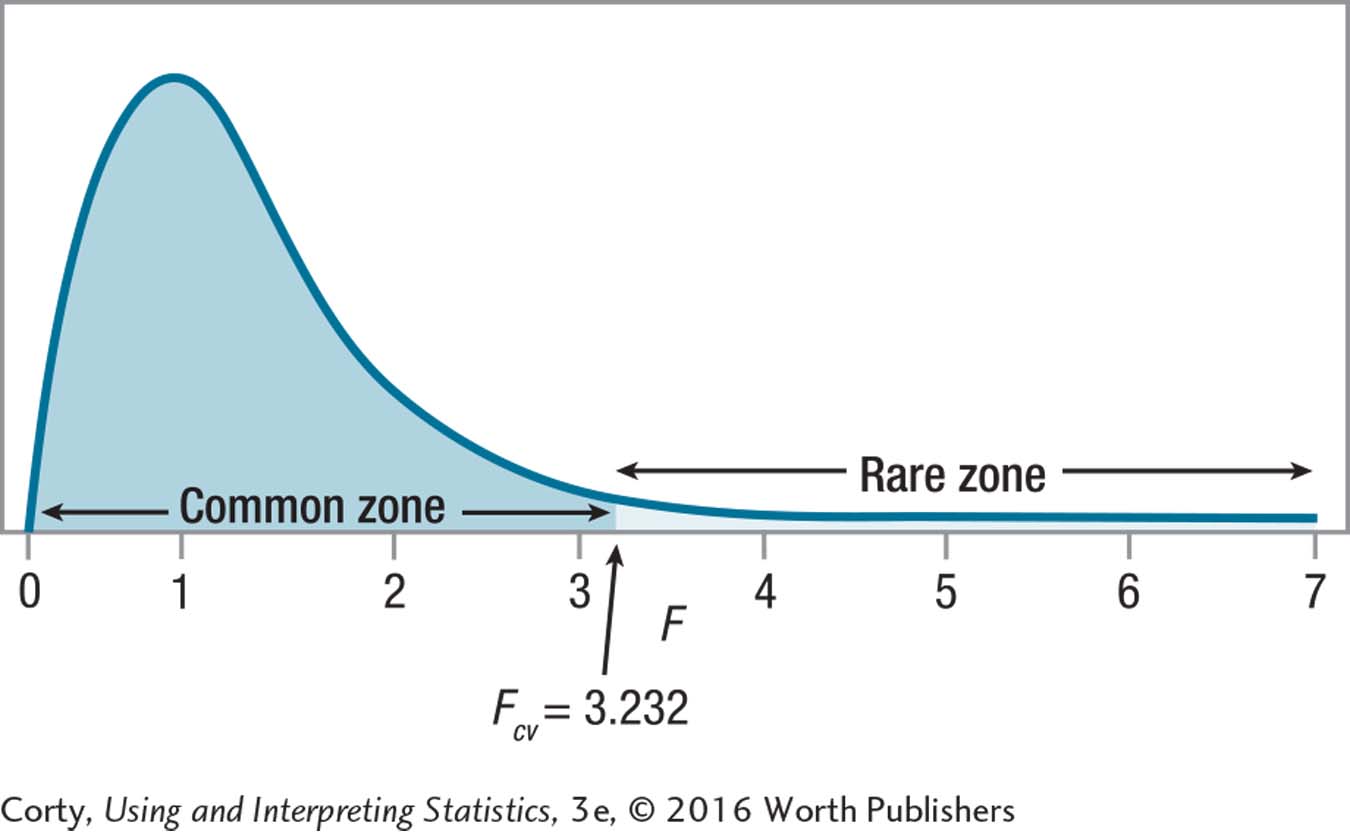 Rare zone
Common zone
0 1 2 3 4 5 6 7
F
Fcv = 3.232
Corty, Using and Interpreting Statistics, 3e, © 2016 Worth Publishers